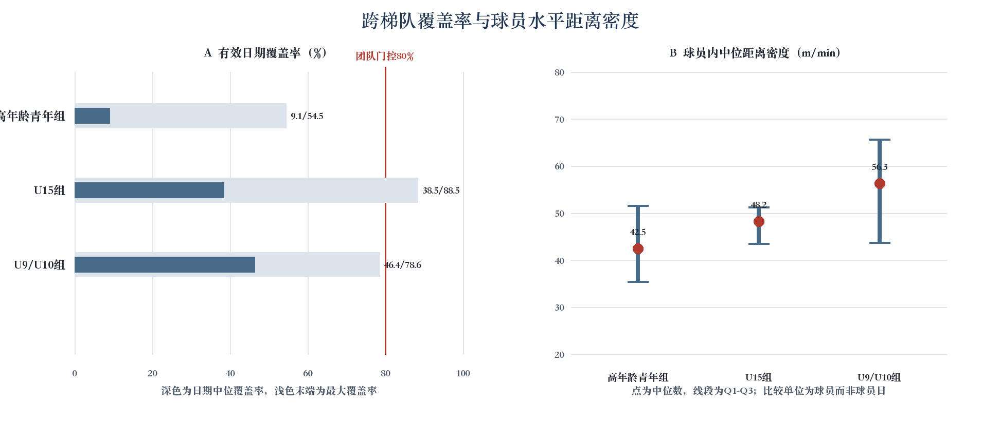 跨梯队覆盖率与球员水平距离密度
A 有效日期覆盖率（%）
团队门控80%
高年龄青年组
9.1/54.5
U15组
38.5/88.5
U9/U10组
46.4/78.6
0 20 40 60 80 100
深色为日期中位覆盖率，浅色末端为最大覆盖率
B 球员内中位距离密度（m/min）
80
70
60
50
40
30
20
56.3
48.2
42.5
高年龄青年组 U15组 U9/U10组
点为中位数，线段为Q1-Q3；比较单位为球员而非球员日